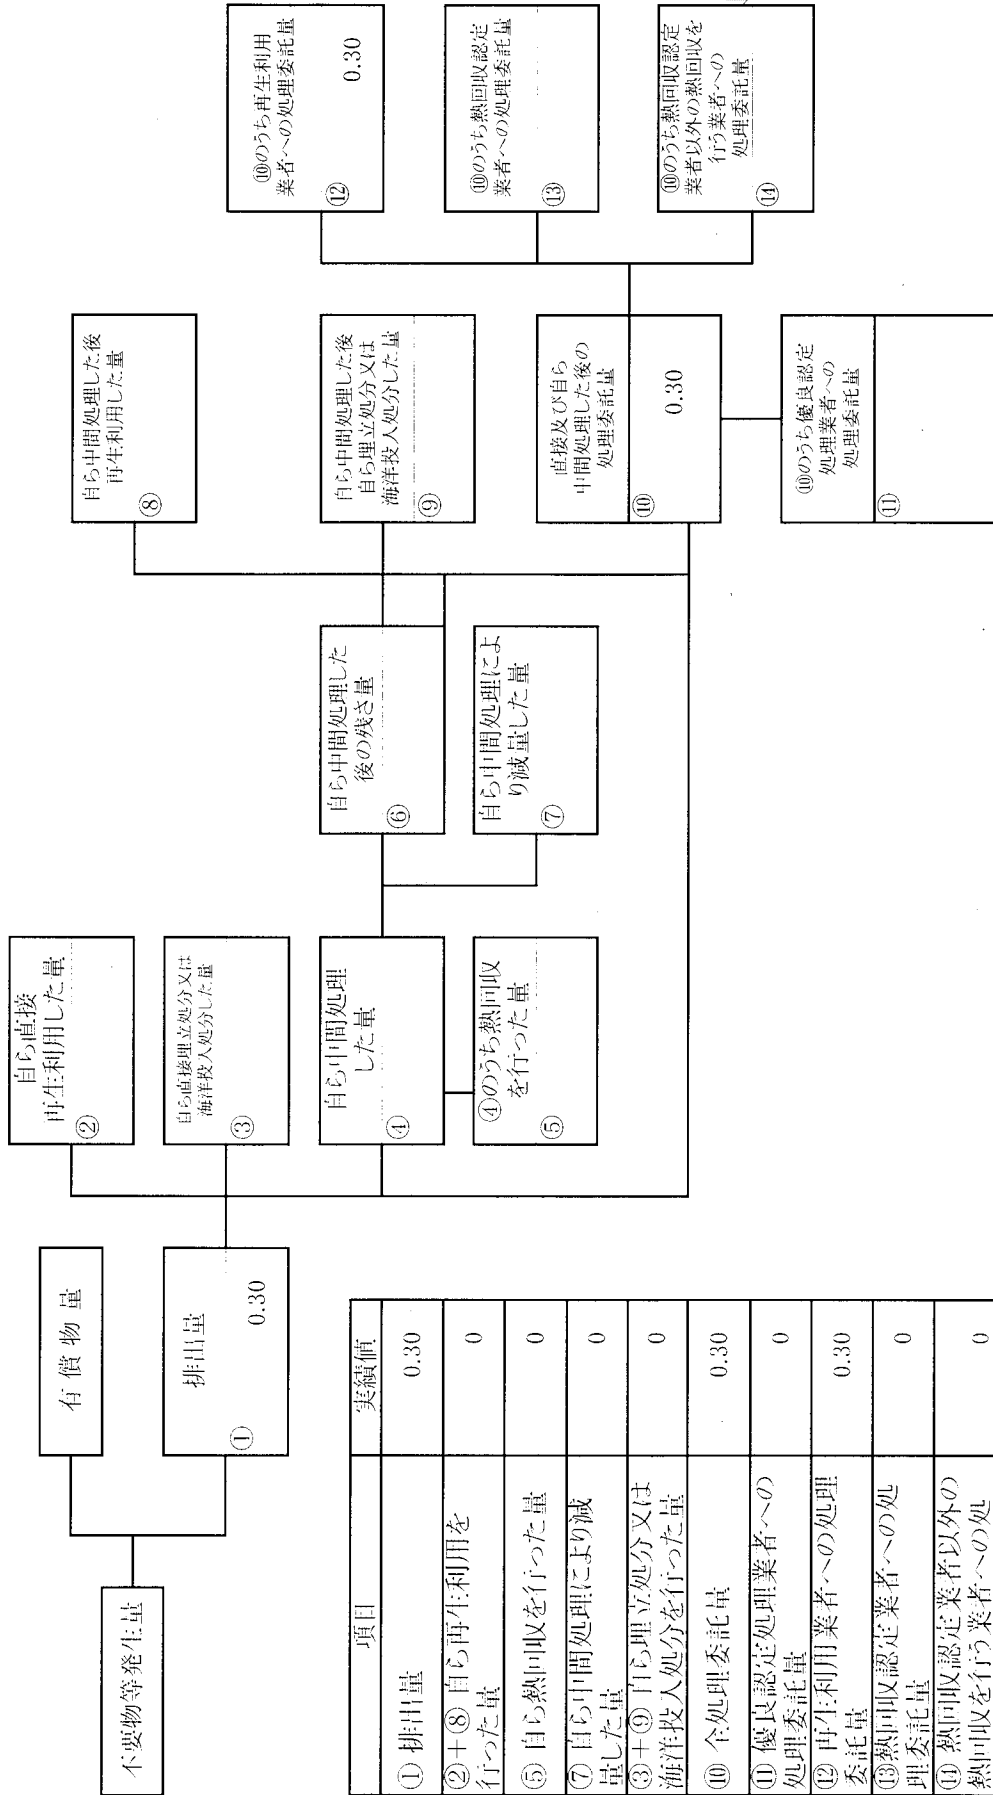 不要物等発生量
有償物量
排出量
①
0.30
自ら直接
再生利用した量
②
自ら直接埋立処分又は
海洋投入処分した量
③
自ら中間処理
した量
④
④のうち熱回収
を行った量
⑤
自ら中間処理した
後の残さ量
⑥
自ら中間処理によ
り減量した量
⑦
自ら中間処理した後
再生利用した量
⑧
自ら中間処理した後
自ら埋立処分又は
海洋投入処分した量
⑨
直接及び自ら
中間処理した後の
処理委託量
⑩
0.30
⑩のうち優良認定
処理業者への
処理委託量
⑪
⑩のうち再生利用
業者への処理委託量
⑫
0.30
⑩のうち熱回収認定
業者への処理委託量
⑬
⑩のうち熱回収認定
業者以外の熱回収を
行う業者への
処理委託量
⑭
項目 実績値
①排出量 0.30
②+⑧ 自ら再生利用を
行った量 0
⑤ 自ら熱回収を行った量 0
⑦ 自ら中間処理により減
量した量 0
③+⑨ 自ら埋立処分又は
海洋投入処分を行った量 0
⑩ 全処理委託量 0.30
⑪ 優良認定処理業者への
処理委託量 0
⑫ 再生利用業者への処理
委託量 0.30
⑬熱回収認定業者への処
理委託量 0
⑭ 熱回収認定業者以外の
熱回収を行う業者への処 0